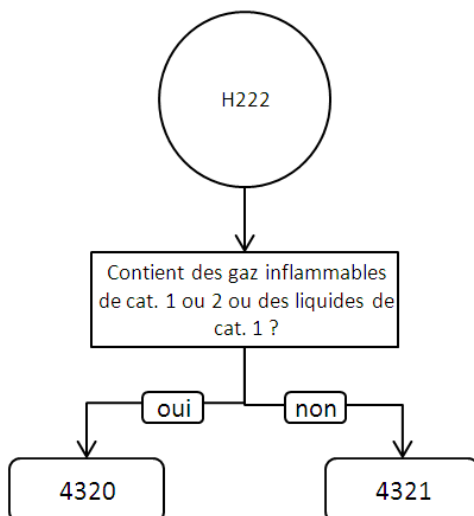 H222
Contient des gaz inflammables
de cat. 1 ou 2 ou des liquides de
cat. 1 ?
oui
non
4320
4321